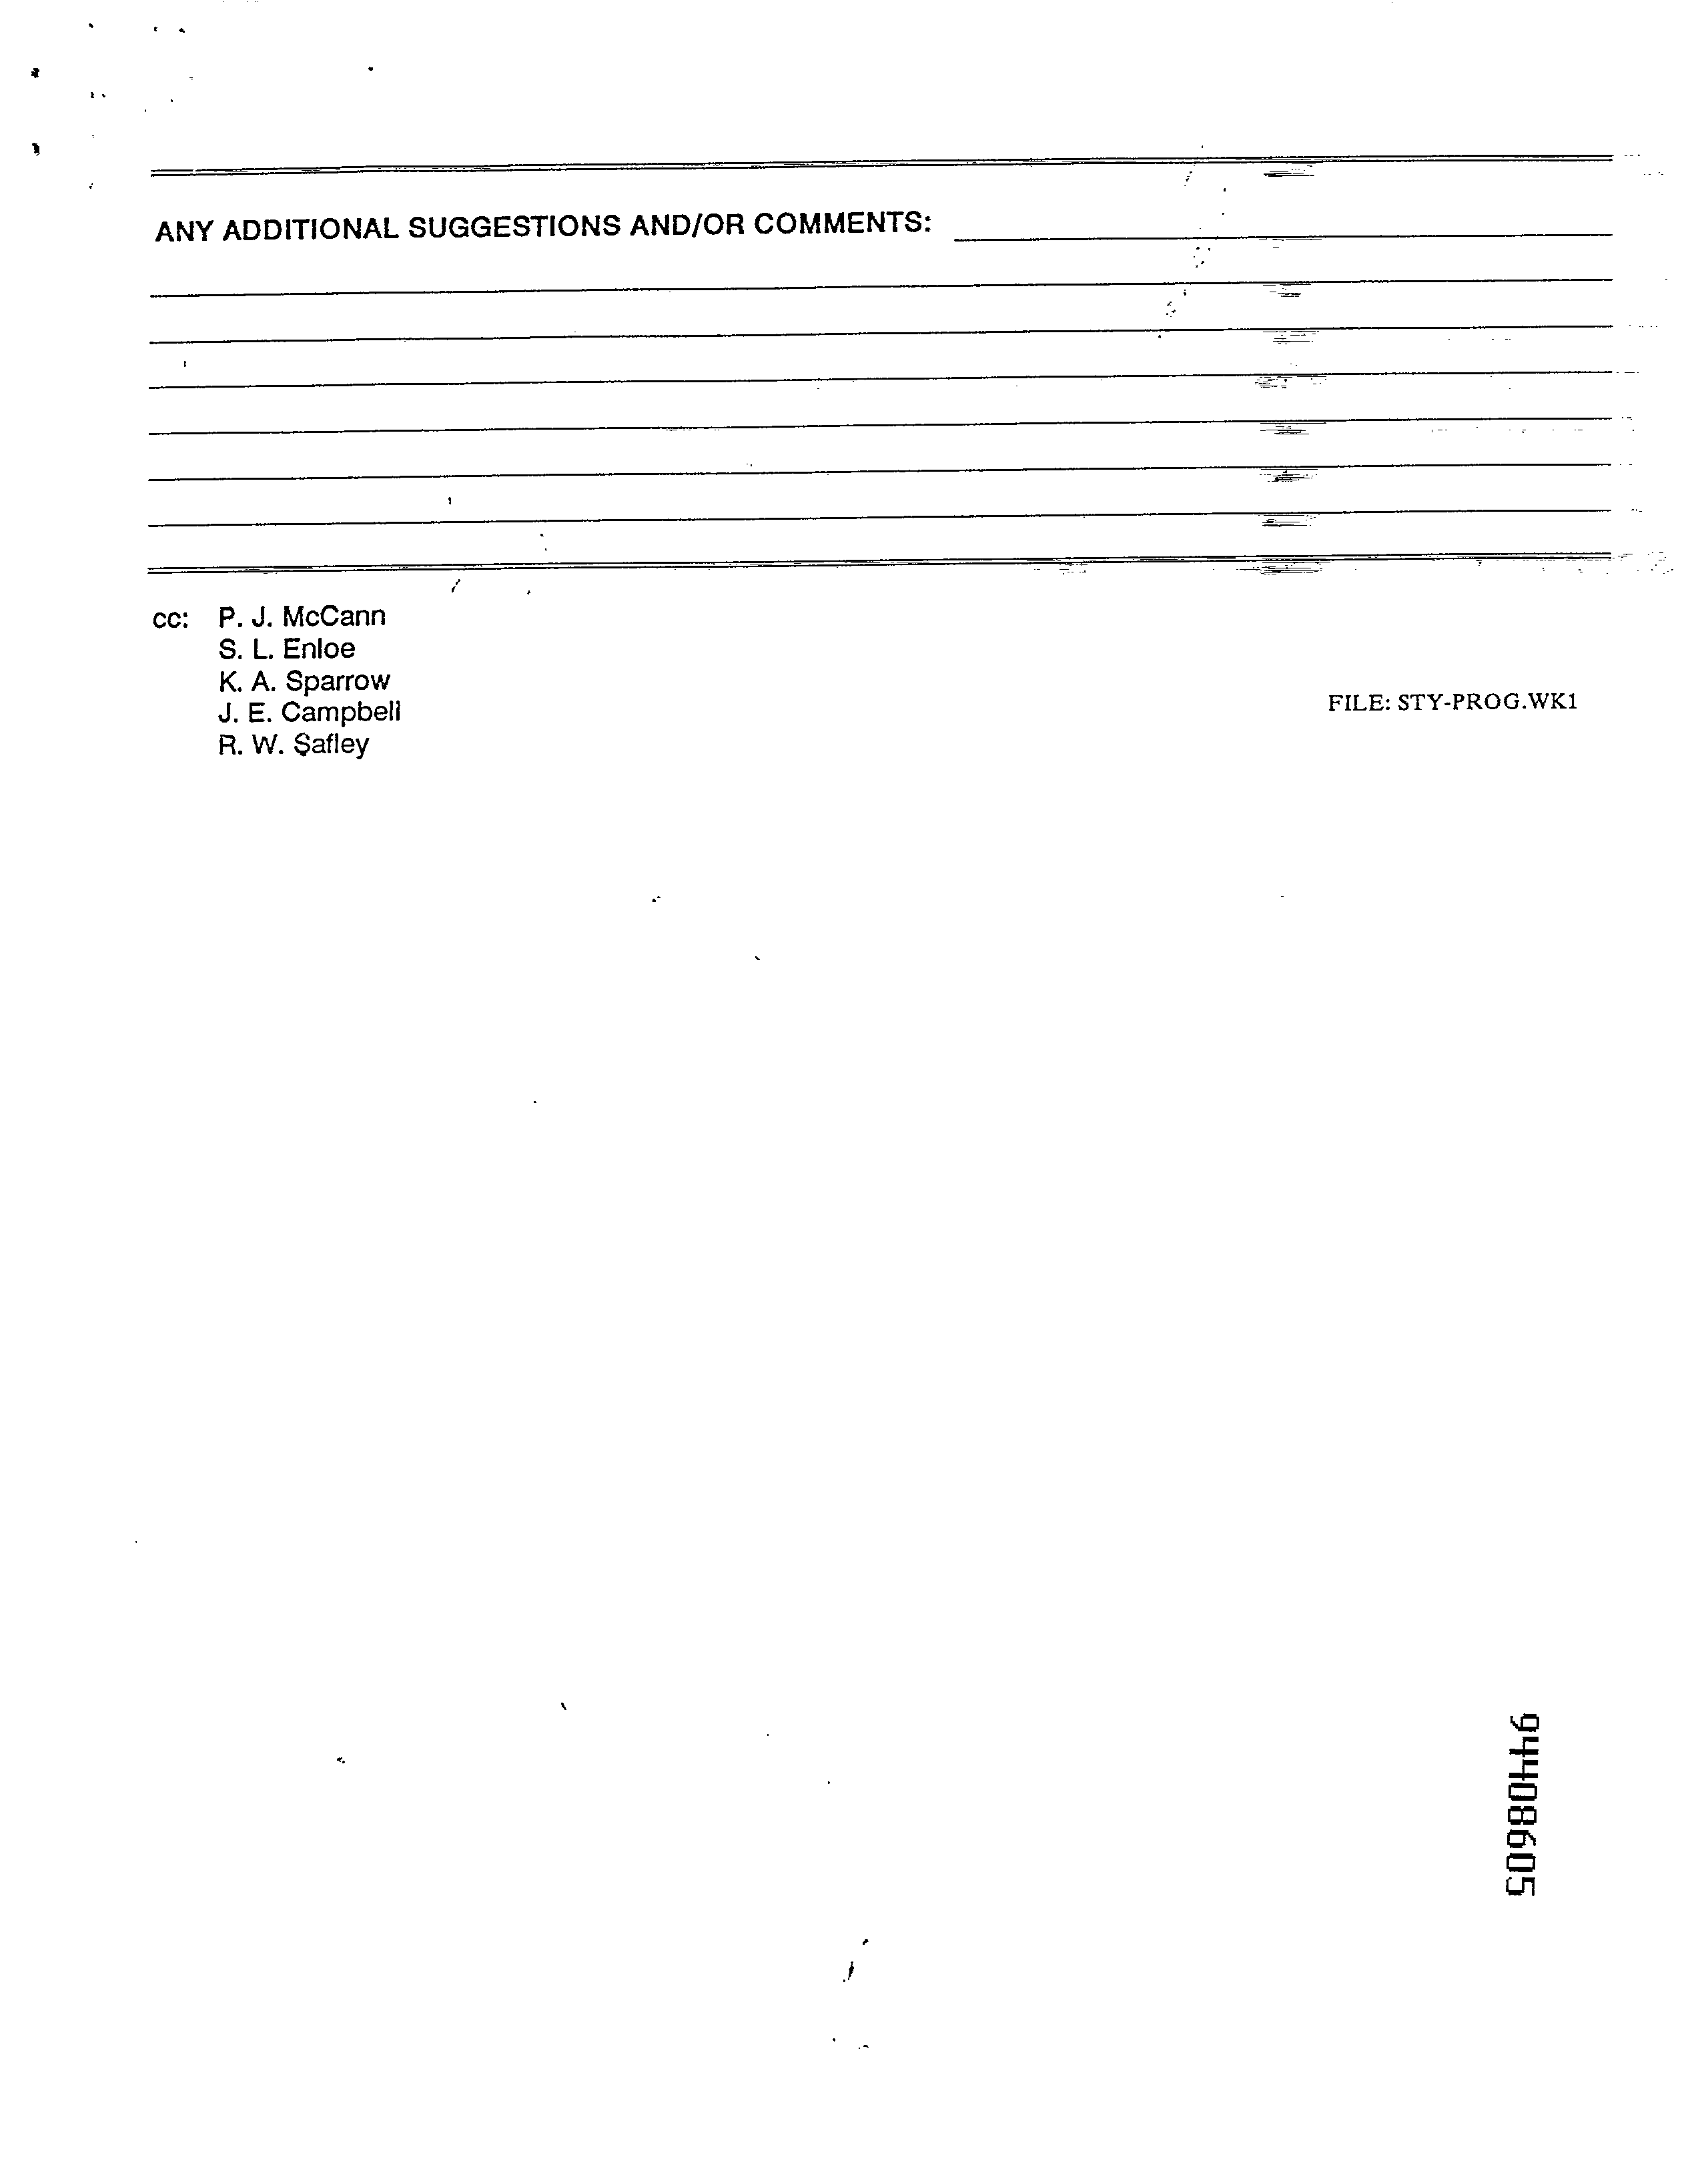 ANY ADDITIONAL SUGGESTIONS AND/OR COMMENTS:
cc: P. J. McCann
S. L. Enloe
K. A. Sparrow
J. E. Campbell
R. W. Safley
FILE: STY-PROG.WK1
94408605